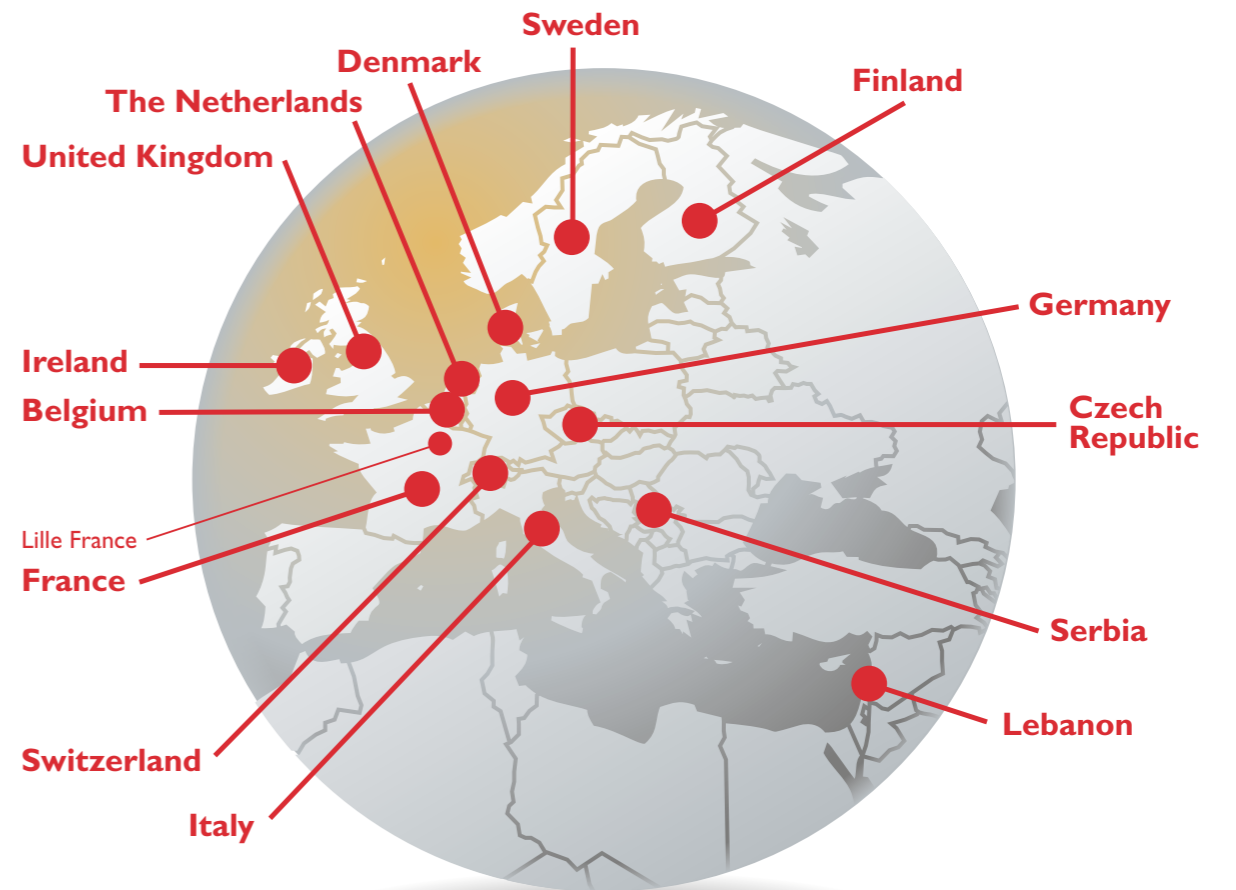 Sweden
Denmark
Finland
The Netherlands
United Kingdom
Germany
Ireland
Belgium
Czech
Republic
Lille France
France
Serbia
Lebanon
Switzerland
Italy